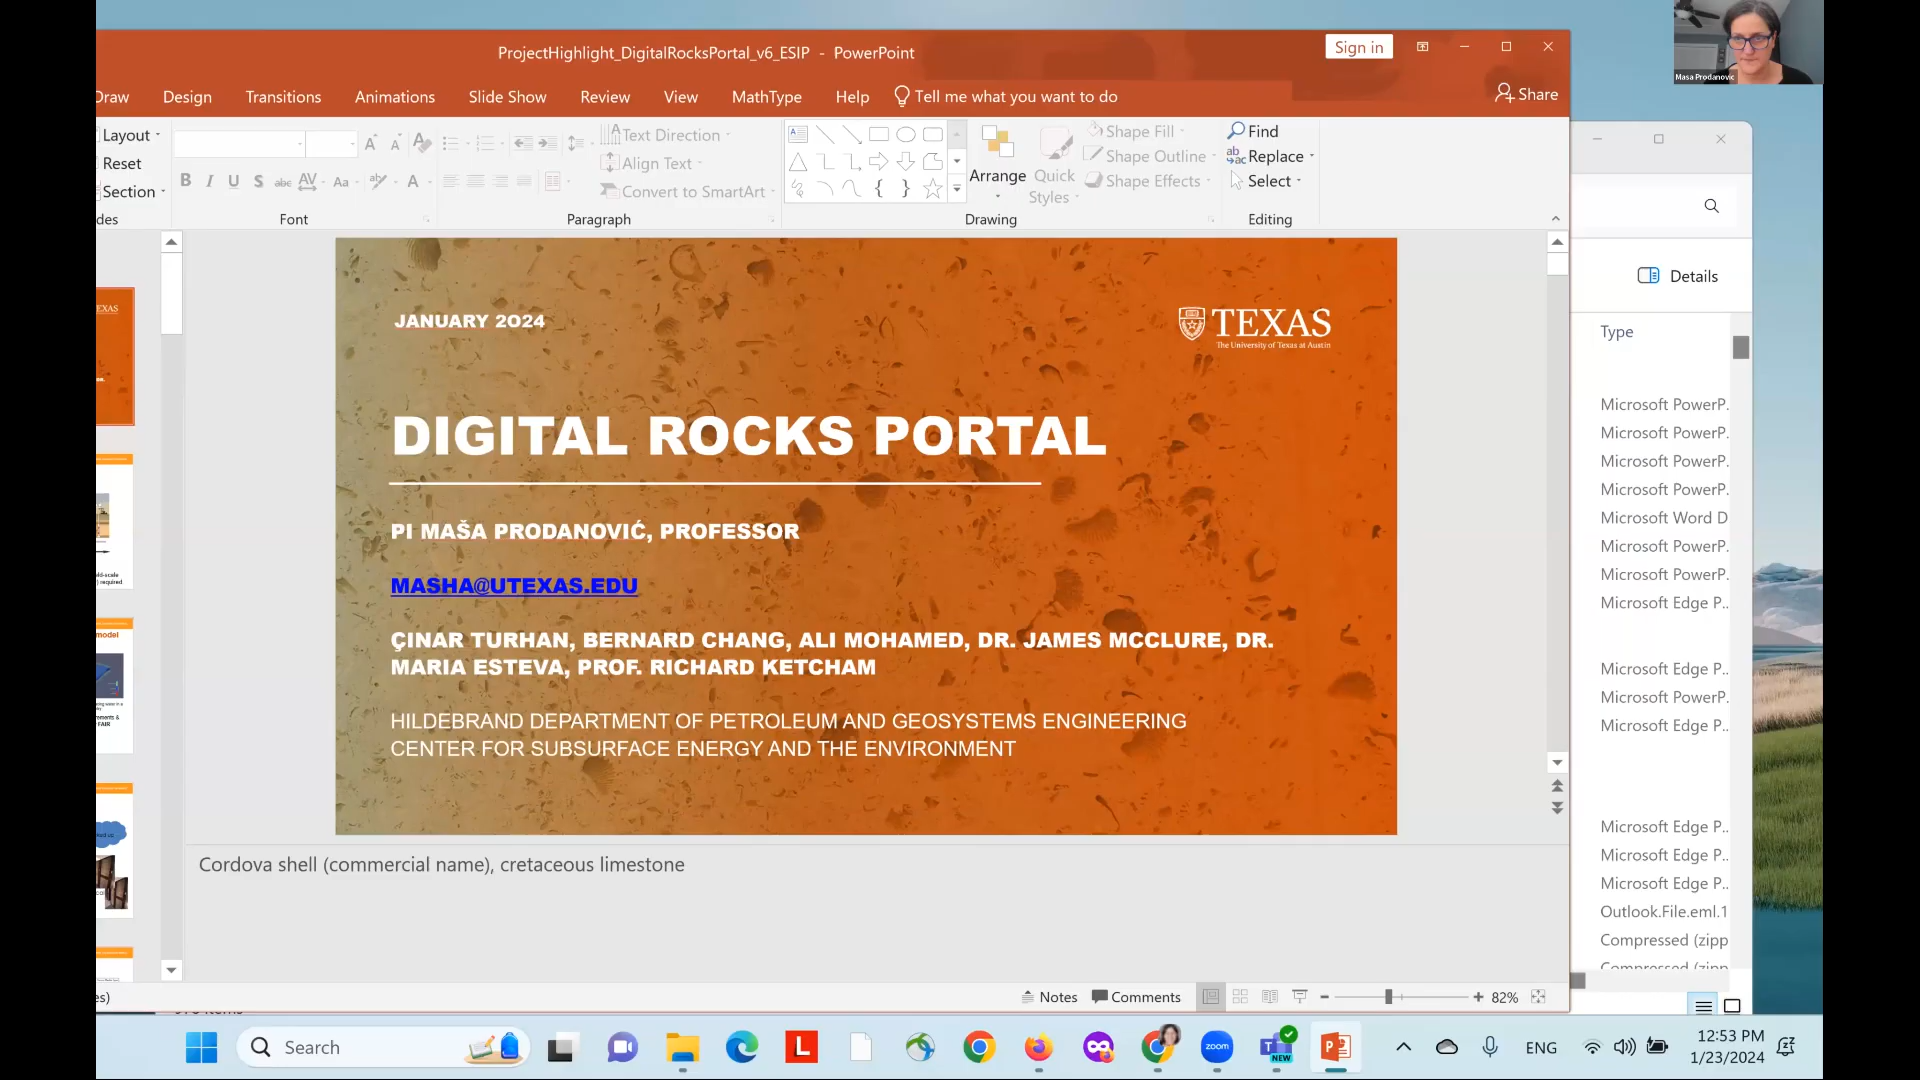 Masa Prodanovic
ProjectHighlight_DigitalRocksPortal_v6_ESIP - PowerPoint
Sign in
Draw Design Transitions Animations Slide Show Review View MathType Help Tell me what you want to do
Share
Layout
Reset
Section
Text Direction
Align Text
Convert to SmartArt
Arrange
Quick
Styles
Shape Fill
Shape Outline
Shape Effects
Find
Replace
Select
Font
Paragraph
Drawing
Editing
JANUARY 2024
TEXAS
The University of Texas at Austin
DIGITAL ROCKS PORTAL
PI MAŠA PRODANOVIĆ, PROFESSOR
MASHA@UTEXAS.EDU
ÇINAR TURHAN, BERNARD CHANG, ALI MOHAMED, DR. JAMES MCCLURE, DR.
MARIA ESTEVA, PROF. RICHARD KETCHAM
HILDEBRAND DEPARTMENT OF PETROLEUM AND GEOSYSTEMS ENGINEERING
CENTER FOR SUBSURFACE ENERGY AND THE ENVIRONMENT
Cordova shell (commercial name), cretaceous limestone
Details
Type
Microsoft PowerP..
Microsoft PowerP..
Microsoft PowerP..
Microsoft PowerP..
Microsoft Word D
Microsoft PowerP..
Microsoft PowerP..
Microsoft Edge P..
Microsoft Edge P..
Microsoft PowerP..
Microsoft Edge P..
Microsoft Edge P..
Microsoft Edge P..
Microsoft Edge P..
Outlook.File.eml.1
Compressed (zipp
Compressed (zipp
Notes Comments 82%
Search
zoom
NEW
ENG
12:53 PM
1/23/2024